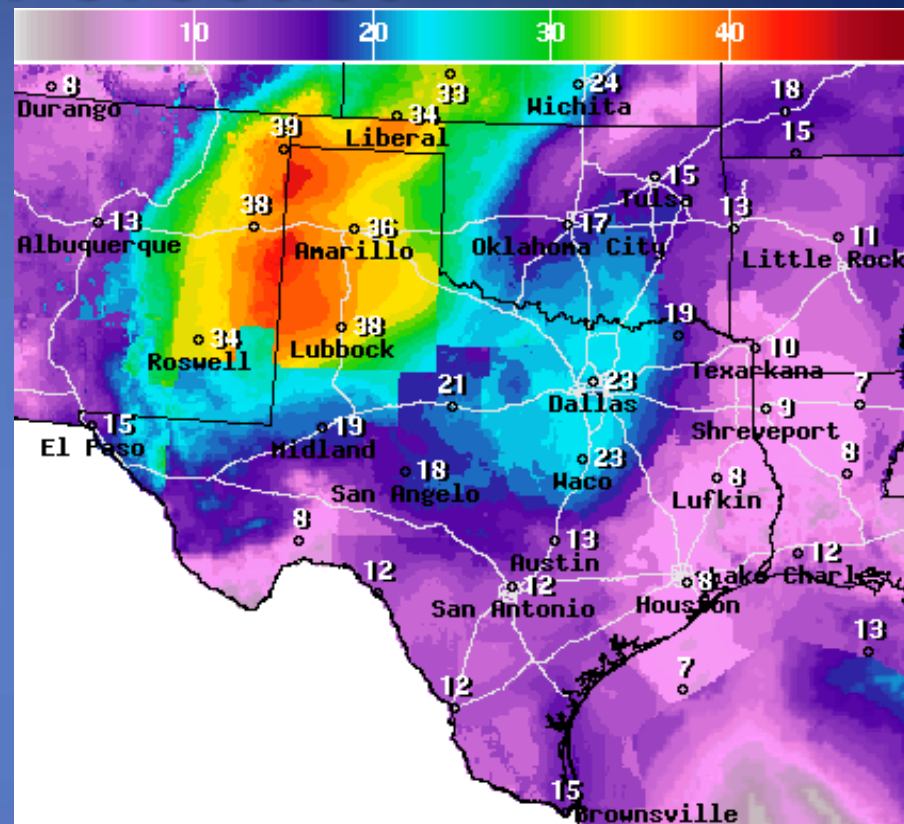 10 20 30 40
8
Durango
33
24
Wichita
34
Liberal
18
39
15
15
Tulsa
13
Albuquerque
38
36
Amarillo
17
Oklahoma City
13
11
Little Rock
34
Roswell
38
Lubbock
19
10
Texarkana
21
23
Dallas
9
Shreveport
7
15
El Paso
19
Midland
18
San Angelo
23
Waco
8
Lufkin
8
8
13
Austin
12
Lake Charles
12
12
San Antonio
8
Houston
13
12
7
15
Brownsville